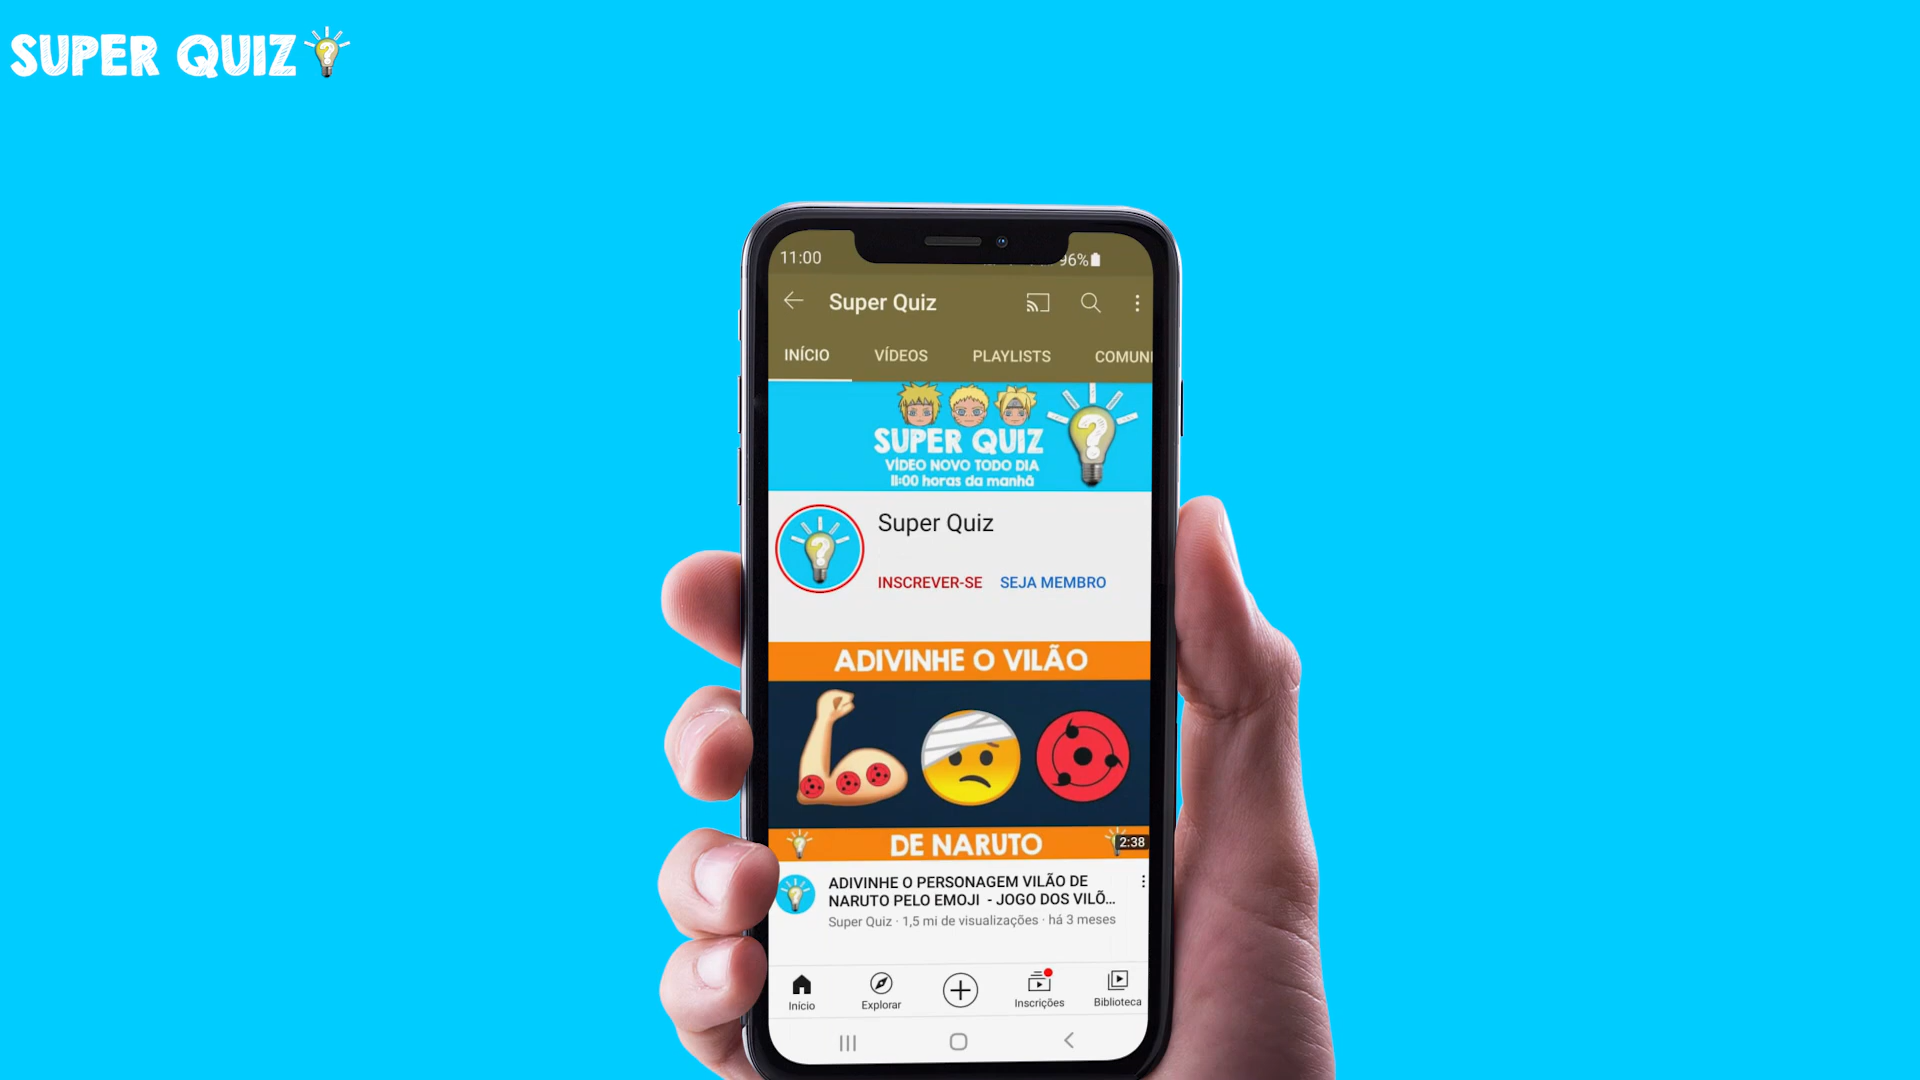 SUPER QUIZ
11:00
96%
Super Quiz
INÍCIO VÍDEOS PLAYLISTS COMUNI
SUPER QUIZ
VÍDEO NOVO TODO DIA
11:00 horas da manhã
Super Quiz
INSCREVER-SE SEJA MEMBRO
ADIVINHE O VILÃO
DE NARUTO
2:38
ADIVINHE O PERSONAGEM VILÃO DE
NARUTO PELO EMOJI - JOGO DOS VILÕ...
Super Quiz · 1,5 mi de visualizações · há 3 meses
Início Explorar Inscrições Biblioteca